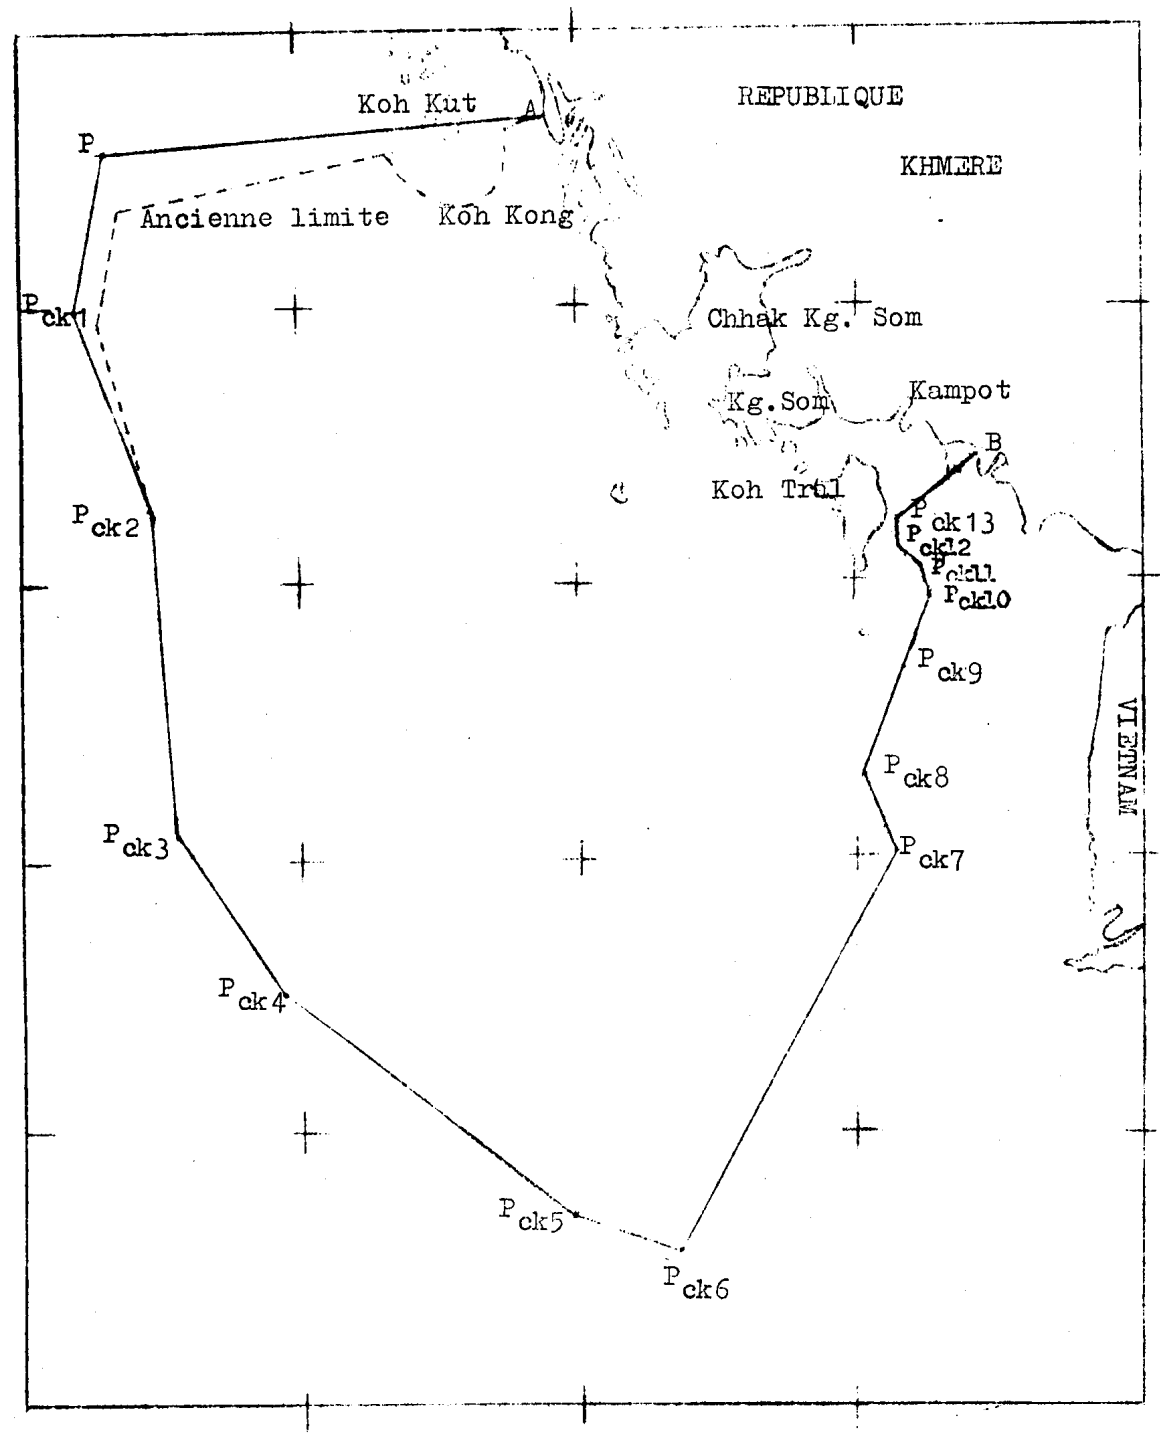 REPUBLIQUE
Koh Kut
A
P
KHMERE
Ancienne limite
Koh Kong
Pck1
Chhak Kg. Som
Kampot
Kg.Som
B
Koh Tral
Pck2
Pck13
Pck12
Pck11
Pck10
Pck9
VIETNAM
Pck8
Pck3
Pck7
Pck4
Pck5
Pck6